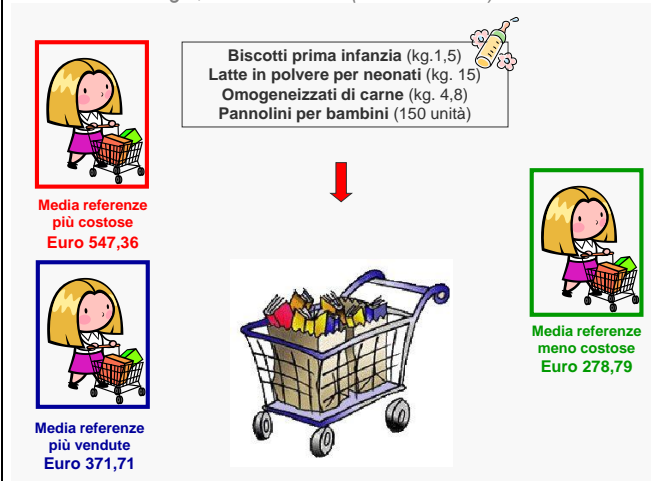 Biscotti prima infanzia (kg.1,5)
Latte in polvere per neonati (kg. 15)
Omogeneizzati di carne (kg. 4,8)
Pannolini per bambini (150 unità)
Media referenze
più costose
Euro 547,36
Media referenze
meno costose
Euro 278,79
Media referenze
più vendute
Euro 371,71